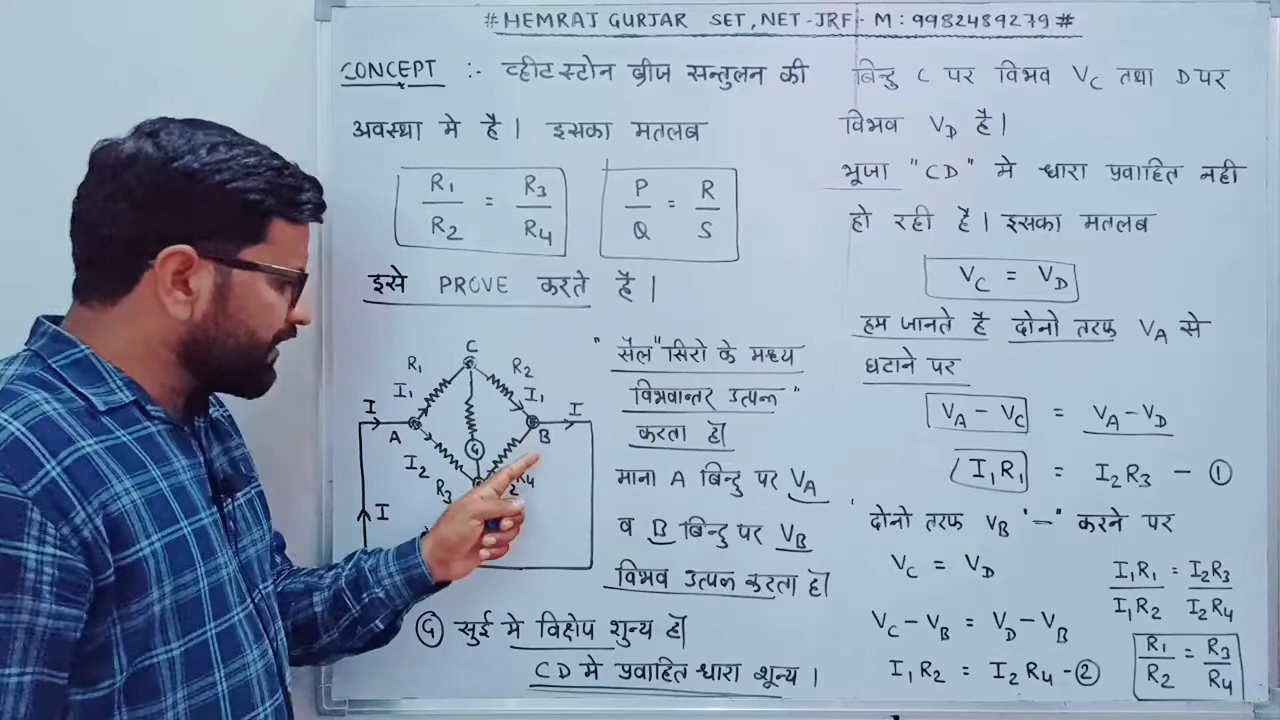 #HEMRAJ GURJAR SET, NET-JRF- M: 9982489279#
CONCEPT :- व्हीटस्टोन ब्रीज सन्तुलन की
अवस्था मे है। इसका मतलब
R₁/R₂ = R₃/R₄ P/Q = R/S
इसे PROVE करते है।
C
R₁ R₂
I₁ I₁
I I
A B
G
I₂
R₃ R₄
I
"सैल" सिरो के मध्य
विभवान्तर उत्पन्न"
करता है।
माना A बिन्दु पर V_A
व B बिन्दु पर V_B
विभव उत्पन्न करता है।
G सुई मे विक्षेप शुन्य है।
CD मे प्रवाहित धारा शून्य।
बिन्दु C पर विभव V_C तथा D पर
विभव V_D है।
भूजा "CD" मे धारा प्रवाहित नही
हो रही है। इसका मतलब
V_C = V_D
हम जानते है दोनो तरफ V_A से
घटाने पर
V_A - V_C = V_A - V_D
I₁R₁ = I₂R₃ - ①
दोनो तरफ V_B "-" करने पर
V_C = V_D
V_C - V_B = V_D - V_B
I₁R₂ = I₂R₄ - ②
I₁R₁/I₁R₂ = I₂R₃/I₂R₄
R₁/R₂ = R₃/R₄